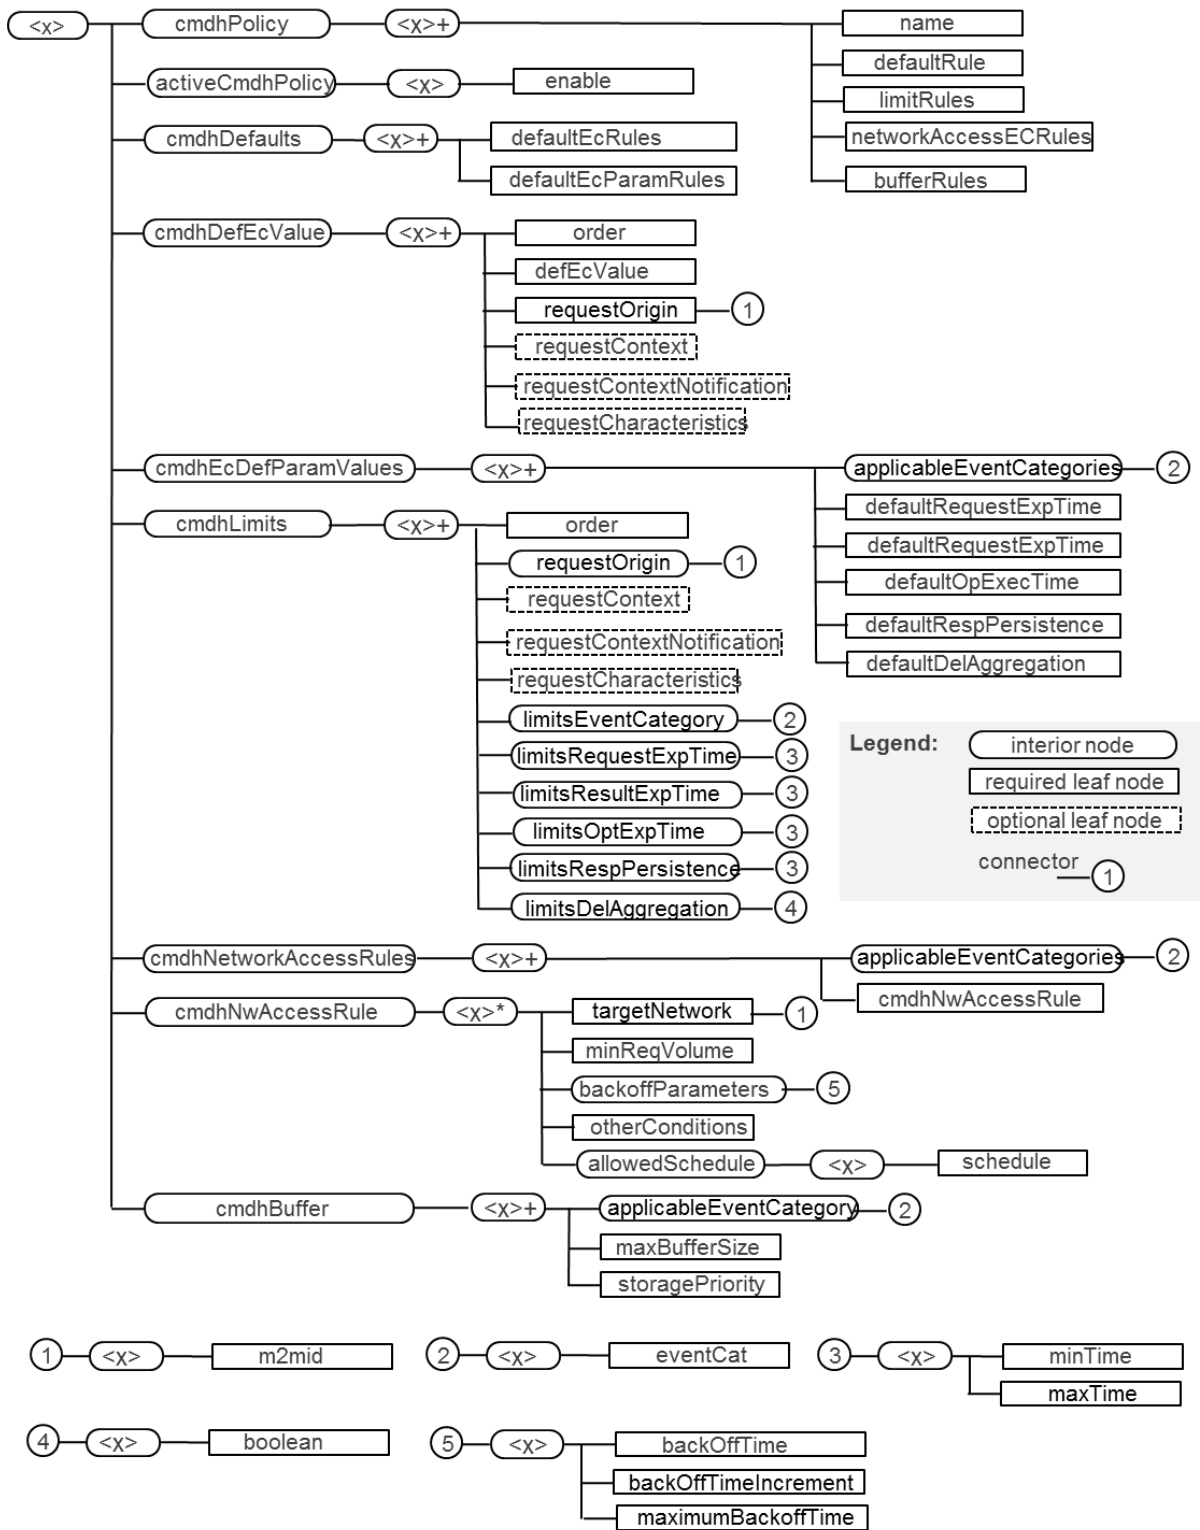 <x> cmdhPolicy <x>+ name
defaultRule
activeCmdhPolicy <x> enable
limitRules
cmdhDefaults <x>+ defaultEcRules networkAccessECRules
defaultEcParamRules bufferRules
cmdhDefEcValue <x>+ order
defEcValue
requestOrigin 1
requestContext
requestContextNotification
requestCharacteristics
cmdhEcDefParamValues <x>+ applicableEventCategories 2
defaultRequestExpTime
cmdhLimits <x>+ order
defaultRequestExpTime
requestOrigin 1
defaultOpExecTime
requestContext
defaultRespPersistence
requestContextNotification
defaultDelAggregation
requestCharacteristics
limitsEventCategory 2
limitsRequestExpTime 3
limitsResultExpTime 3
limitsOptExpTime 3
limitsRespPersistence 3
limitsDelAggregation 4
Legend: interior node
required leaf node
optional leaf node
connector 1
cmdhNetworkAccessRules <x>+ applicableEventCategories 2
cmdhNwAccessRule
cmdhNwAccessRule <x>* targetNetwork 1
minReqVolume
backoffParameters 5
otherConditions
allowedSchedule <x> schedule
cmdhBuffer <x>+ applicableEventCategory 2
maxBufferSize
storagePriority
1 <x> m2mid
2 <x> eventCat
3 <x> minTime
maxTime
4 <x> boolean
5 <x> backOffTime
backOffTimeIncrement
maximumBackoffTime